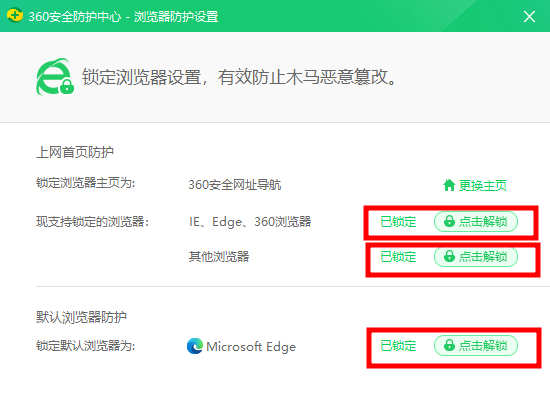 360安全防护中心 - 浏览器防护设置
锁定浏览器设置，有效防止木马恶意篡改。
上网首页防护
锁定浏览器主页为: 360安全网址导航 更换主页
现支持锁定的浏览器: IE、Edge、360浏览器 已锁定 点击解锁
其他浏览器 已锁定 点击解锁
默认浏览器防护
锁定默认浏览器为: Microsoft Edge 已锁定 点击解锁